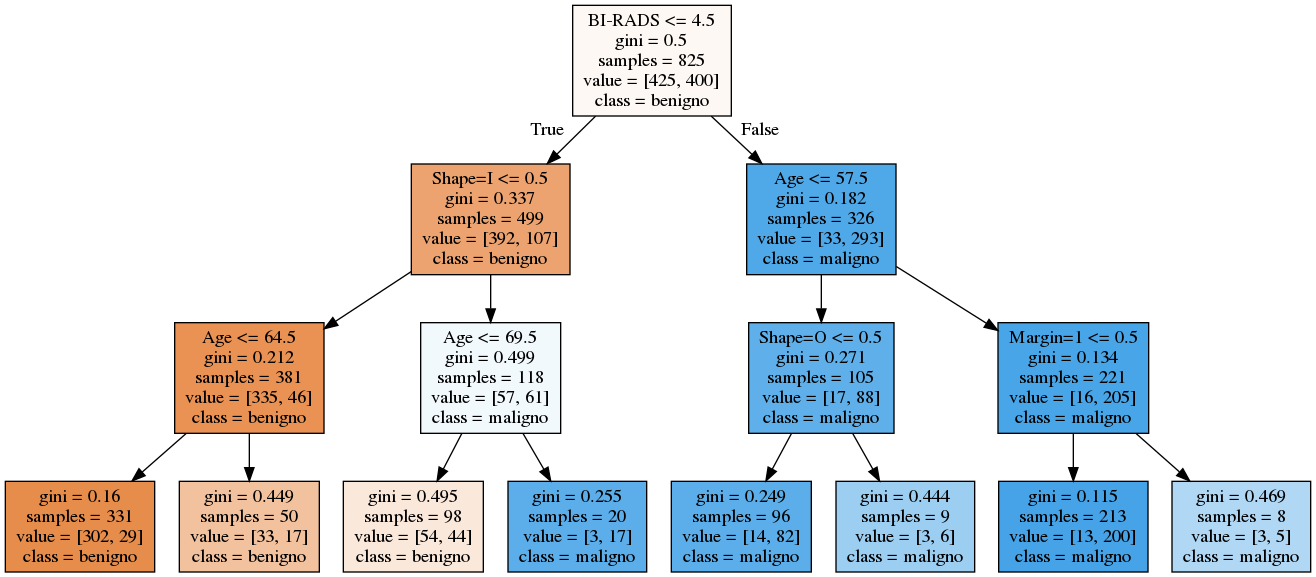 BI-RADS <= 4.5
gini = 0.5
samples = 825
value = [425, 400]
class = benigno
True
False
Shape=I <= 0.5
gini = 0.337
samples = 499
value = [392, 107]
class = benigno
Age <= 57.5
gini = 0.182
samples = 326
value = [33, 293]
class = maligno
Age <= 64.5
gini = 0.212
samples = 381
value = [335, 46]
class = benigno
Age <= 69.5
gini = 0.499
samples = 118
value = [57, 61]
class = maligno
Shape=O <= 0.5
gini = 0.271
samples = 105
value = [17, 88]
class = maligno
Margin=1 <= 0.5
gini = 0.134
samples = 221
value = [16, 205]
class = maligno
gini = 0.16
samples = 331
value = [302, 29]
class = benigno
gini = 0.449
samples = 50
value = [33, 17]
class = benigno
gini = 0.495
samples = 98
value = [54, 44]
class = benigno
gini = 0.255
samples = 20
value = [3, 17]
class = maligno
gini = 0.249
samples = 96
value = [14, 82]
class = maligno
gini = 0.444
samples = 9
value = [3, 6]
class = maligno
gini = 0.115
samples = 213
value = [13, 200]
class = maligno
gini = 0.469
samples = 8
value = [3, 5]
class = maligno